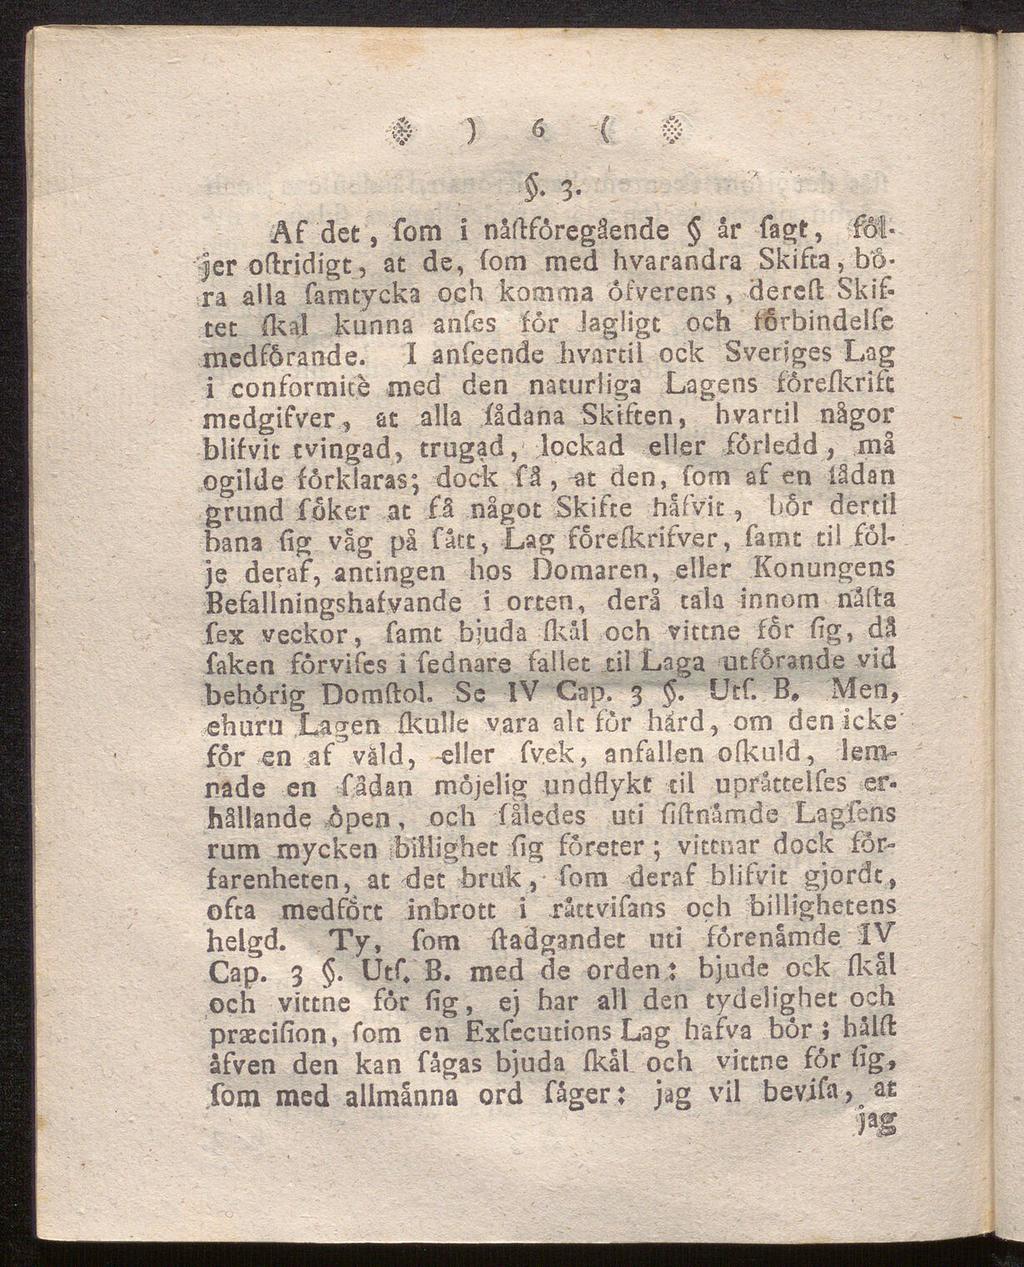 ) 6 (
§. 3.
Af det, ſom i nåſtföregående § år ſagt, föl-
jer oſtridigt, at de, ſom med hvarandra Skifta, bö-
ra alla ſamtycka och komma öfverens, dereſt Skif-
tet ſkal kunna anſes för lagligt och förbindelſe
medförande. I anſeende hvartil ock Sveriges Lag
i conformitè med den naturliga Lagens föreſkrift
medgifver, at alla ſådana Skiften, hvartil någor
blifvit tvingad, trugad, lockad eller förledd, må
ogilde förklaras; dock ſå, at den, ſom af en ſådan
grund ſöker at få något Skifte håfvit, bör dertil
bana ſig våg på ſått, Lag föreſkrifver, ſamt til föl-
je deraf, antingen hos Domaren, eller Konungens
Befallningshafvande i orten, derå tala innom nåſta
ſex veckor, ſamt bjuda ſkål och vittne för ſig, då
ſaken förviſes i ſednare fallet til Laga utförande vid
behörig Domſtol. Se IV Cap. 3 §. Utſ. B. Men,
ehuru Lagen ſkulle vara alt för hård, om den icke
för en af våld, eller ſvek, anfallen oſkuld, lem-
nade en ſådan möjelig undflykt til upråttelſes er-
hållande öpen, och ſåledes uti ſiſtnåmde Lagſens
rum mycken billighet ſig företer; vittnar dock för-
farenheten, at det bruk, ſom deraf blifvit gjordt,
ofta medfört inbrott i råttviſans och billighetens
helgd. Ty, ſom ſtadgandet uti förenåmde IV
Cap. 3 §. Utſ. B. med de orden: bjude ock ſkål
och vittne för ſig, ej har all den tydelighet och
præciſion, ſom en Exſecutions Lag hafva bör; hålſt
åfven den kan ſågas bjuda ſkål och vittne för ſig,
ſom med allmånna ord ſåger: jag vil beviſa, at
jag